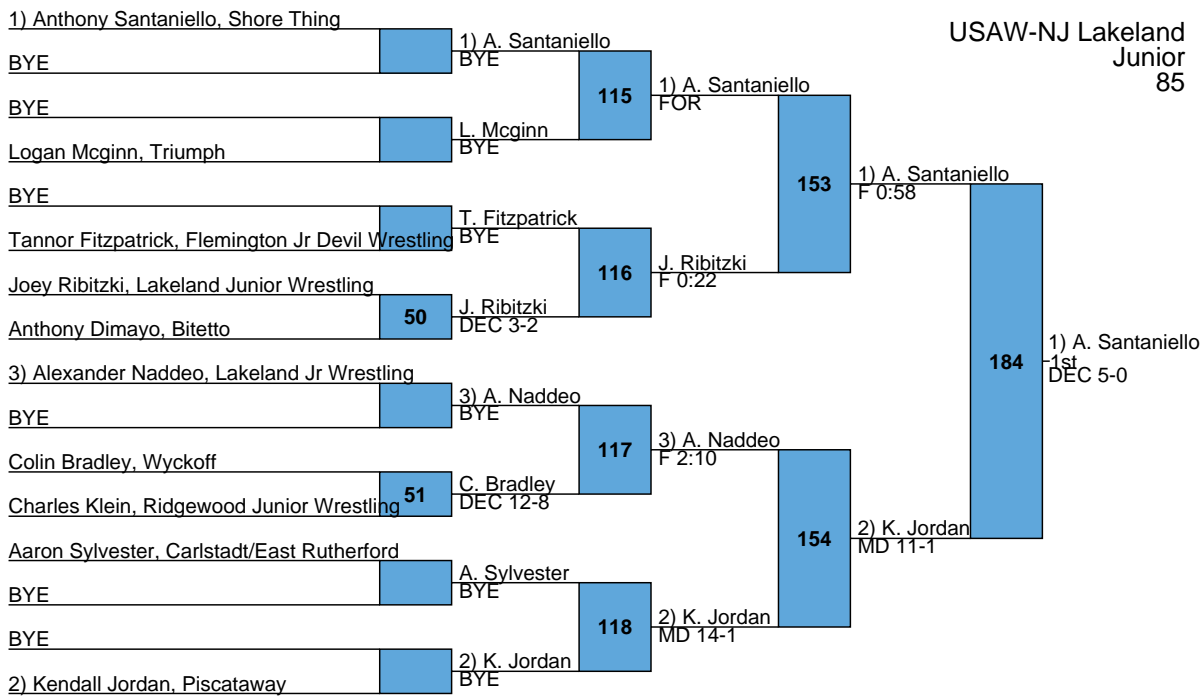 USAW-NJ Lakeland
Junior
85
1) Anthony Santaniello, Shore Thing
BYE
BYE
Logan Mcginn, Triumph
BYE
Tannor Fitzpatrick, Flemington Jr Devil Wrestling
Joey Ribitzki, Lakeland Junior Wrestling
50
Anthony Dimayo, Bitetto
3) Alexander Naddeo, Lakeland Jr Wrestling
BYE
Colin Bradley, Wyckoff
51
Charles Klein, Ridgewood Junior Wrestling
Aaron Sylvester, Carlstadt/East Rutherford
BYE
BYE
2) Kendall Jordan, Piscataway
1) A. Santaniello
BYE
115
L. Mcginn
BYE
T. Fitzpatrick
BYE
116
J. Ribitzki
DEC 3-2
3) A. Naddeo
BYE
117
C. Bradley
DEC 12-8
A. Sylvester
BYE
118
2) K. Jordan
BYE
1) A. Santaniello
FOR
153
J. Ribitzki
F 0:22
3) A. Naddeo
F 2:10
154
2) K. Jordan
MD 14-1
1) A. Santaniello
F 0:58
184
2) K. Jordan
MD 11-1
1) A. Santaniello
1st
DEC 5-0